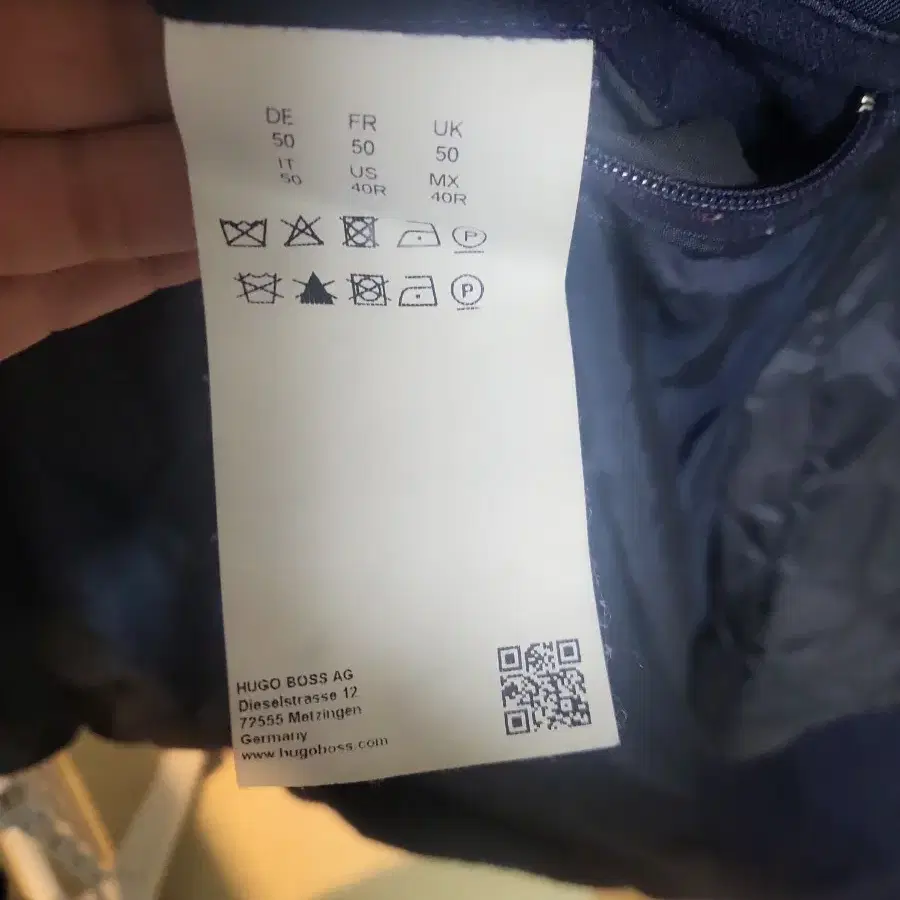 DE FR UK
50 50 50
IT US MX
50 40R 40R
P
P
HUGO BOSS AG
Dieselstrasse 12
72555 Metzingen
Germany
www.hugoboss.com